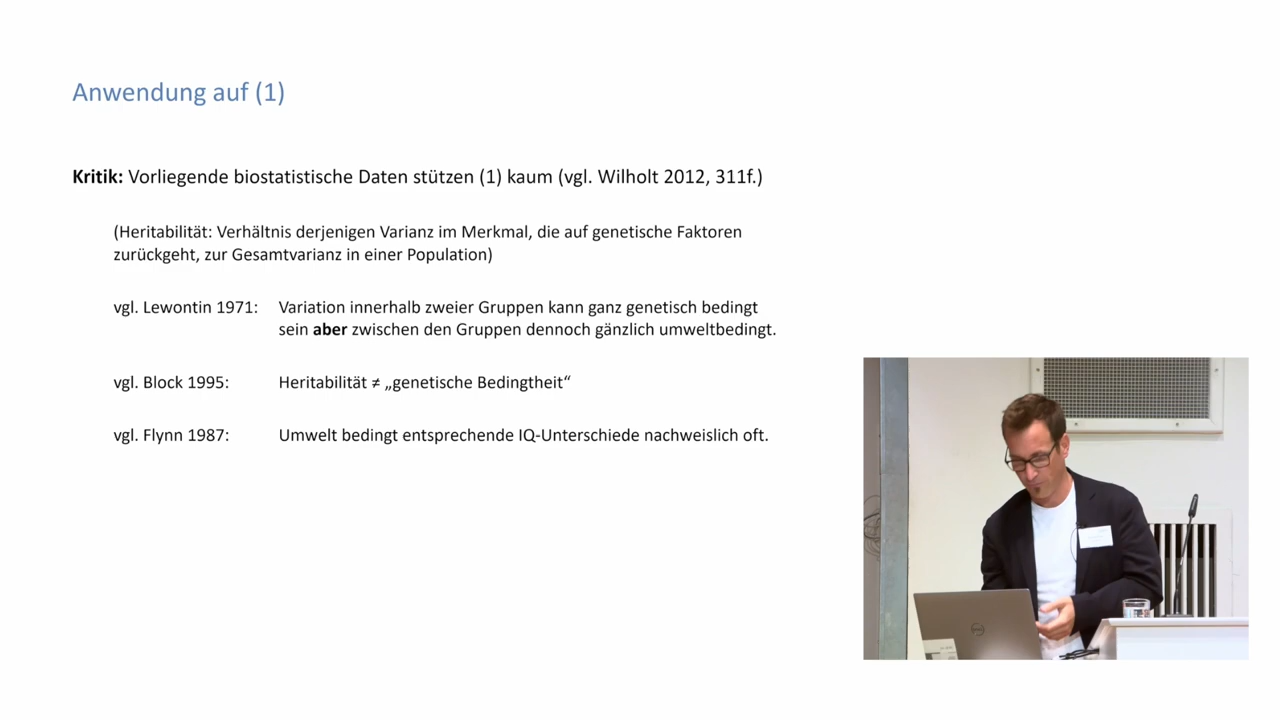 Anwendung auf (1)
Kritik: Vorliegende biostatistische Daten stützen (1) kaum (vgl. Wilholt 2012, 311f.)
(Heritabilität: Verhältnis derjenigen Varianz im Merkmal, die auf genetische Faktoren
zurückgeht, zur Gesamtvarianz in einer Population)
vgl. Lewontin 1971: Variation innerhalb zweier Gruppen kann ganz genetisch bedingt
sein aber zwischen den Gruppen dennoch gänzlich umweltbedingt.
vgl. Block 1995: Heritabilität ≠ „genetische Bedingtheit“
vgl. Flynn 1987: Umwelt bedingt entsprechende IQ-Unterschiede nachweislich oft.